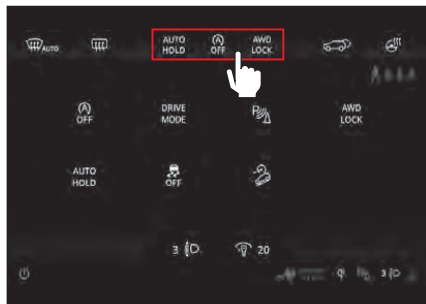 AUTO
AUTO HOLD
A OFF
AWD LOCK
A OFF
DRIVE MODE
P
AWD LOCK
AUTO HOLD
OFF
3
20
3